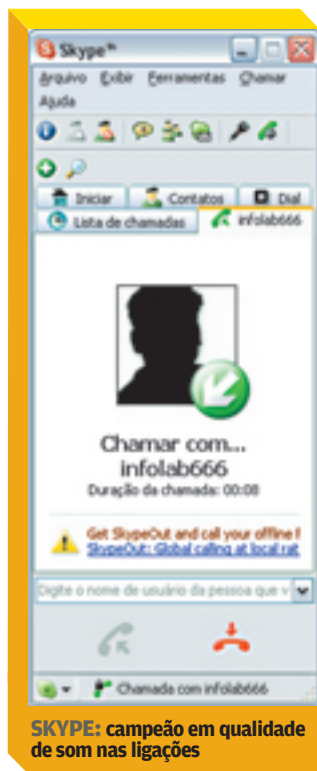 Skype™
Arquivo Exibir Ferramentas Chamar
Ajuda
Iniciar Contatos Dial
Lista de chamadas infolab666
Chamar com...
infolab666
Duração da chamada: 00:08
Get SkypeOut and call your offline f
SkypeOut: Global calling at local rat
Digite o nome de usuário da pessoa que v
Chamada com infolab666
SKYPE: campeão em qualidade
de som nas ligações